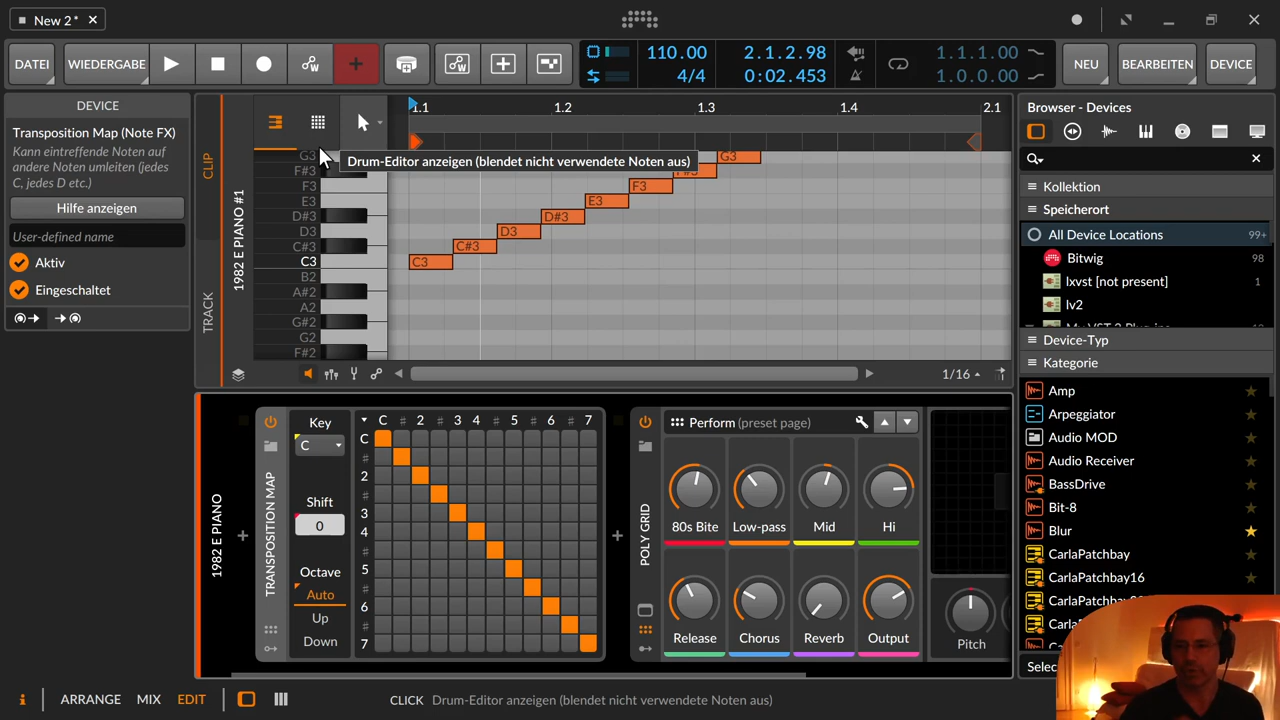 New 2*
DATEI
WIEDERGABE
110.00
4/4
2.1.2.98
0:02.453
1.1.1.00
1.0.0.00
NEU
BEARBEITEN
DEVICE
DEVICE
Transposition Map (Note FX)
Kann eintreffende Noten auf
andere Noten umleiten (jedes
C, jedes D etc.)
Hilfe anzeigen
User-defined name
Aktiv
Eingeschaltet
CLIP
TRACK
1982 E PIANO #1
1.1
1.2
1.3
1.4
2.1
Drum-Editor anzeigen (blendet nicht verwendete Noten aus)
G3
F#3
F3
E3
D#3
D3
C#3
C3
B2
A#2
A2
G#2
G2
F#2
G3
F#3
F3
E3
D#3
D3
C#3
C3
1/16
1982 E PIANO
TRANSPOSITION MAP
Key
C
Shift
0
Octave
Auto
Up
Down
C # 2 # 3 4 # 5 # 6 # 7
C
#
2
#
3
4
#
5
#
6
#
7
POLY GRID
Perform (preset page)
80s Bite
Low-pass
Mid
Hi
Release
Chorus
Reverb
Output
Pitch
Browser - Devices
Kollektion
Speicherort
All Device Locations 99+
Bitwig 98
lxvst [not present] 1
lv2
Device-Typ
Kategorie
Amp
Arpeggiator
Audio MOD
Audio Receiver
BassDrive
Bit-8
Blur
CarlaPatchbay
CarlaPatchbay16
ARRANGE
MIX
EDIT
CLICK Drum-Editor anzeigen (blendet nicht verwendete Noten aus)